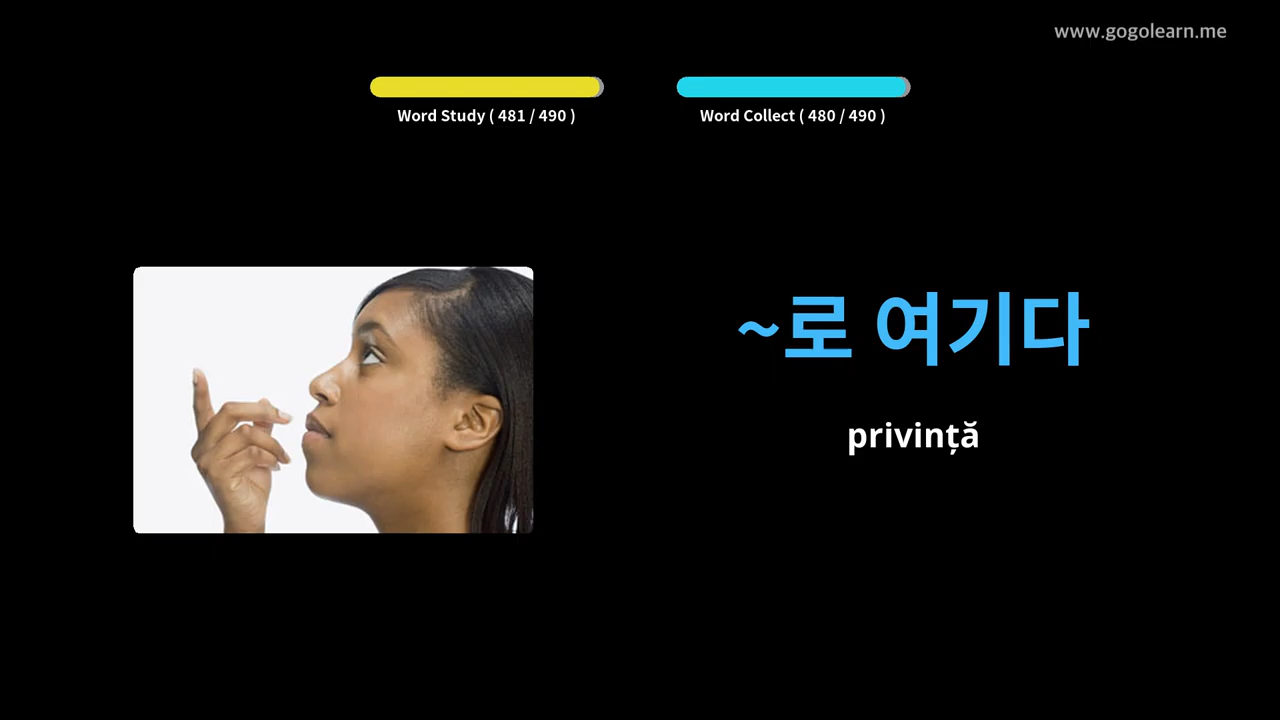 www.gogolearn.me
Word Study ( 481 / 490 )
Word Collect ( 480 / 490 )
~로 여기다
privință